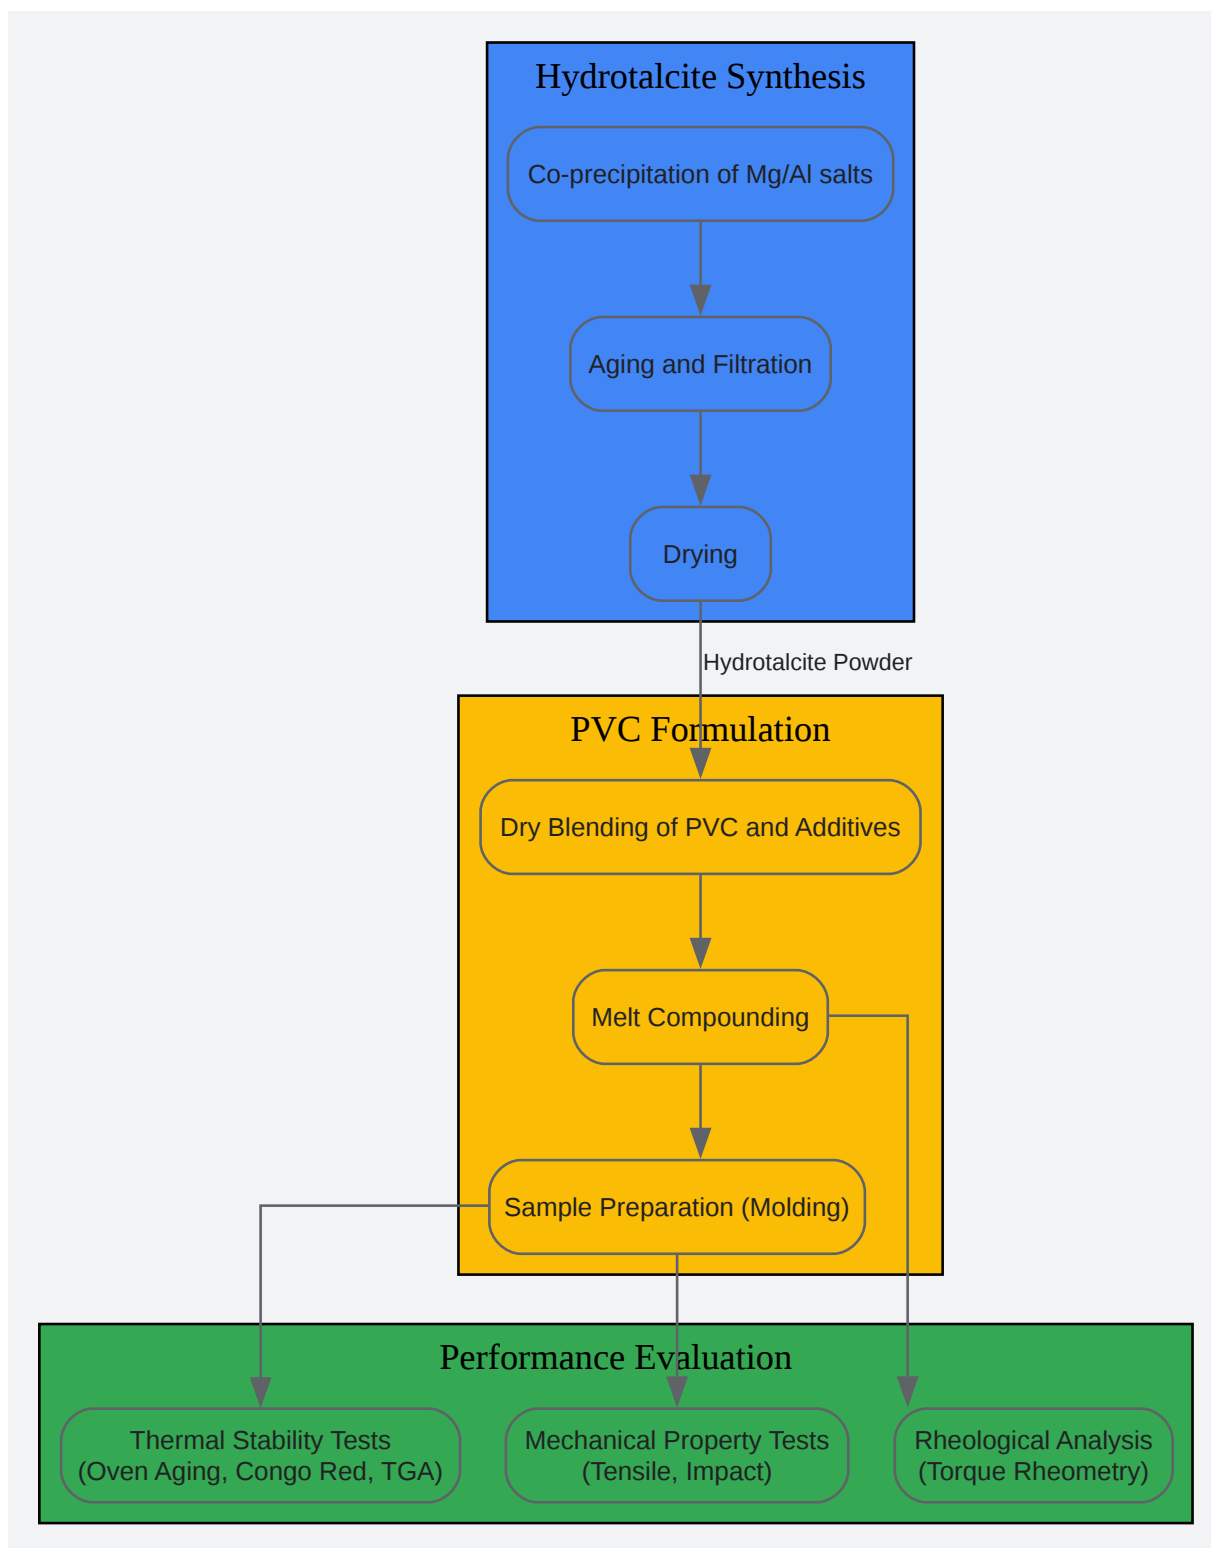 Hydrotalcite Synthesis
Co-precipitation of Mg/Al salts
Aging and Filtration
Drying
Hydrotalcite Powder
PVC Formulation
Dry Blending of PVC and Additives
Melt Compounding
Sample Preparation (Molding)
Performance Evaluation
Thermal Stability Tests
(Oven Aging, Congo Red, TGA)
Mechanical Property Tests
(Tensile, Impact)
Rheological Analysis
(Torque Rheometry)